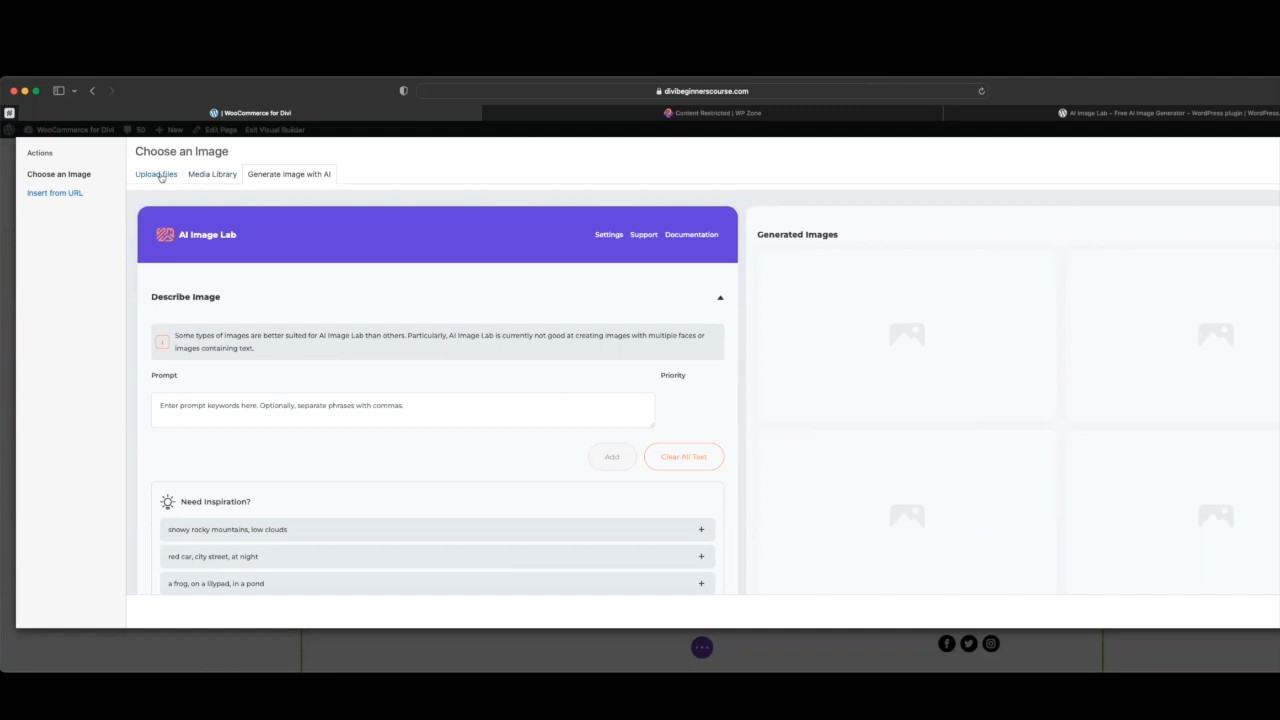 divibeginnerscourse.com
| WooCommerce for Divi
Content Restricted | WP Zone
AI Image Lab – Free AI Image Generator – WordPress plugin | WordPress.
WooCommerce for Divi
50
New
Edit Page
Exit Visual Builder
Actions
Choose an Image
Insert from URL
Choose an Image
Upload files
Media Library
Generate Image with AI
AI Image Lab
Settings
Support
Documentation
Describe Image
Some types of images are better suited for AI Image Lab than others. Particularly, AI Image Lab is currently not good at creating images with multiple faces or
images containing text.
Prompt
Priority
Enter prompt keywords here. Optionally, separate phrases with commas.
Add
Clear All Text
Need Inspiration?
snowy rocky mountains, low clouds
red car, city street, at night
a frog, on a lilypad, in a pond
Generated Images